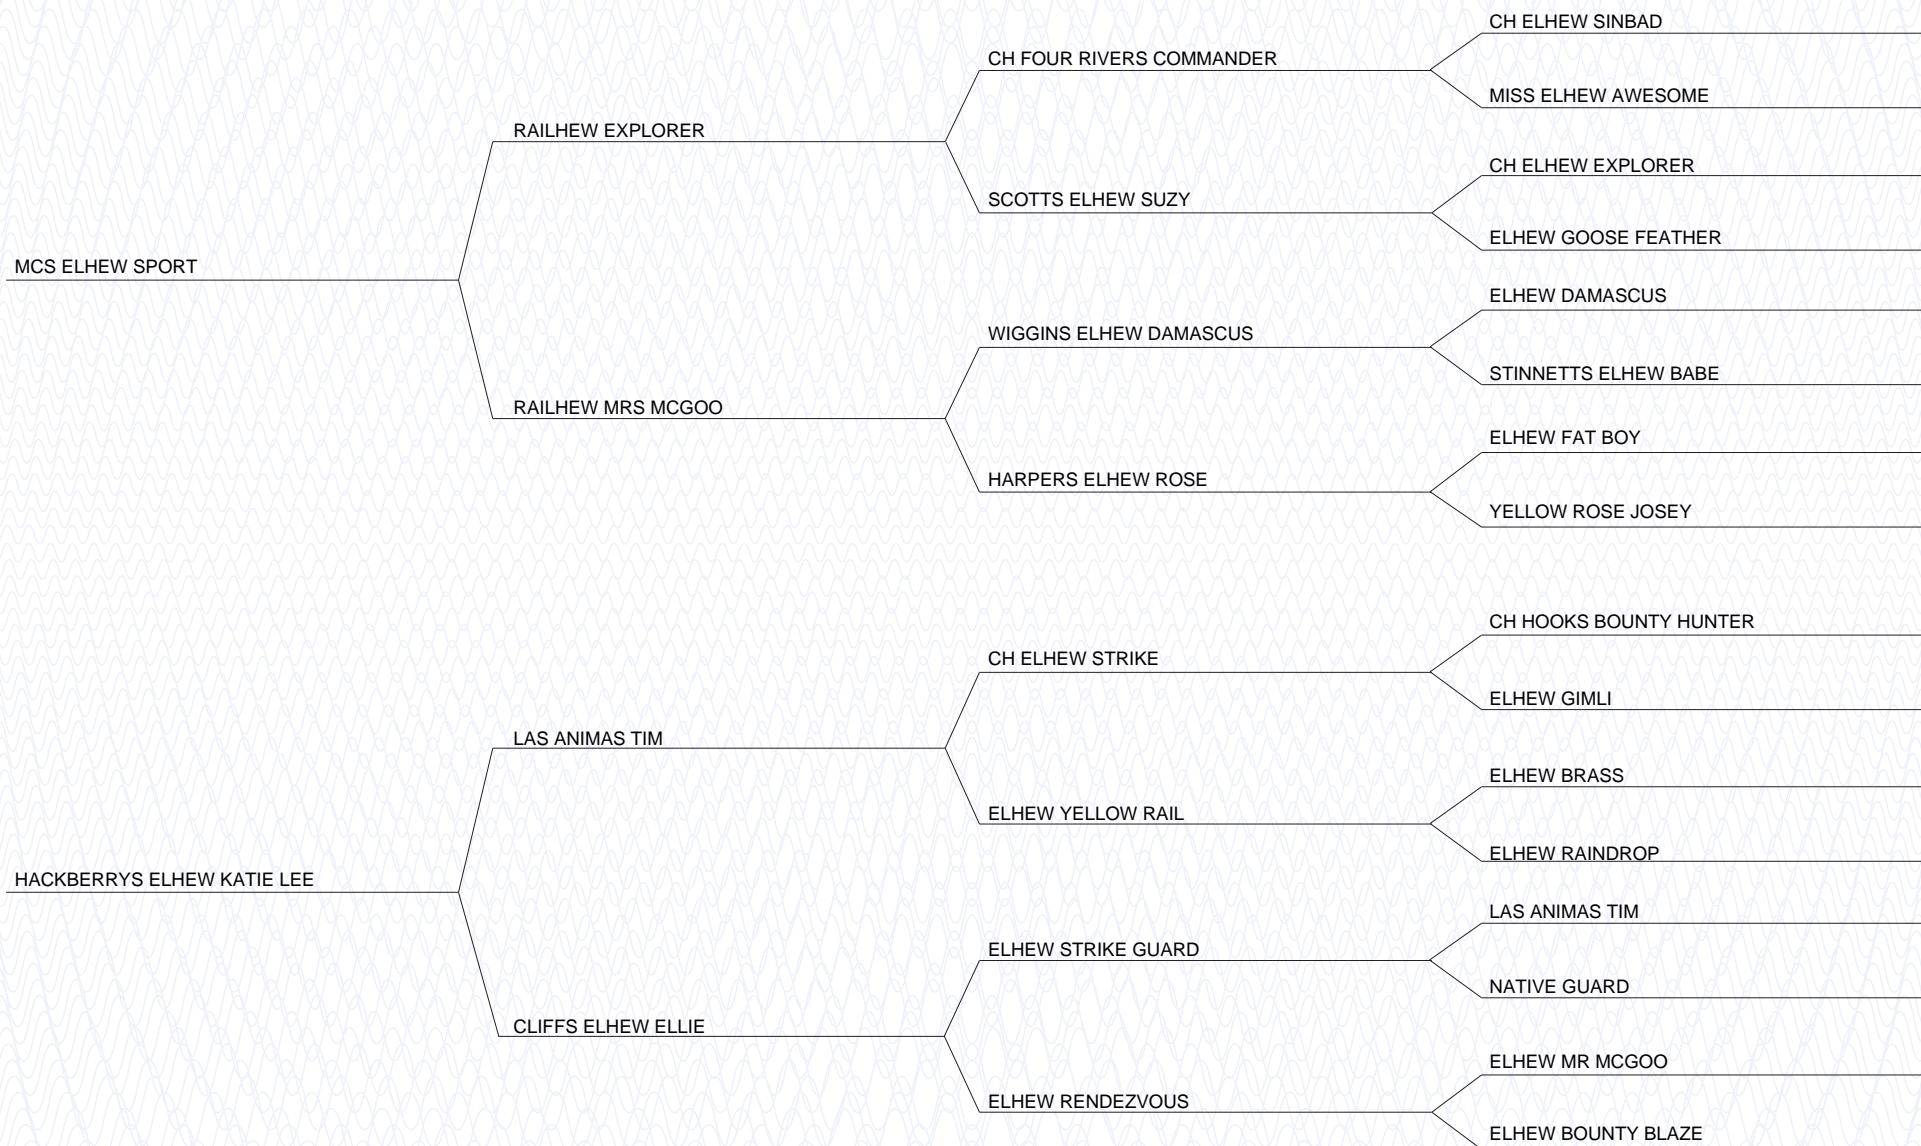 CH ELHEW SINBAD
CH FOUR RIVERS COMMANDER
MISS ELHEW AWESOME
RAILHEW EXPLORER
CH ELHEW EXPLORER
SCOTTS ELHEW SUZY
ELHEW GOOSE FEATHER
MCS ELHEW SPORT
ELHEW DAMASCUS
WIGGINS ELHEW DAMASCUS
STINNETTS ELHEW BABE
RAILHEW MRS MCGOO
ELHEW FAT BOY
HARPERS ELHEW ROSE
YELLOW ROSE JOSEY
CH HOOKS BOUNTY HUNTER
CH ELHEW STRIKE
ELHEW GIMLI
LAS ANIMAS TIM
ELHEW BRASS
ELHEW YELLOW RAIL
ELHEW RAINDROP
HACKBERRYS ELHEW KATIE LEE
LAS ANIMAS TIM
ELHEW STRIKE GUARD
NATIVE GUARD
CLIFFS ELHEW ELLIE
ELHEW MR MCGOO
ELHEW RENDEZVOUS
ELHEW BOUNTY BLAZE